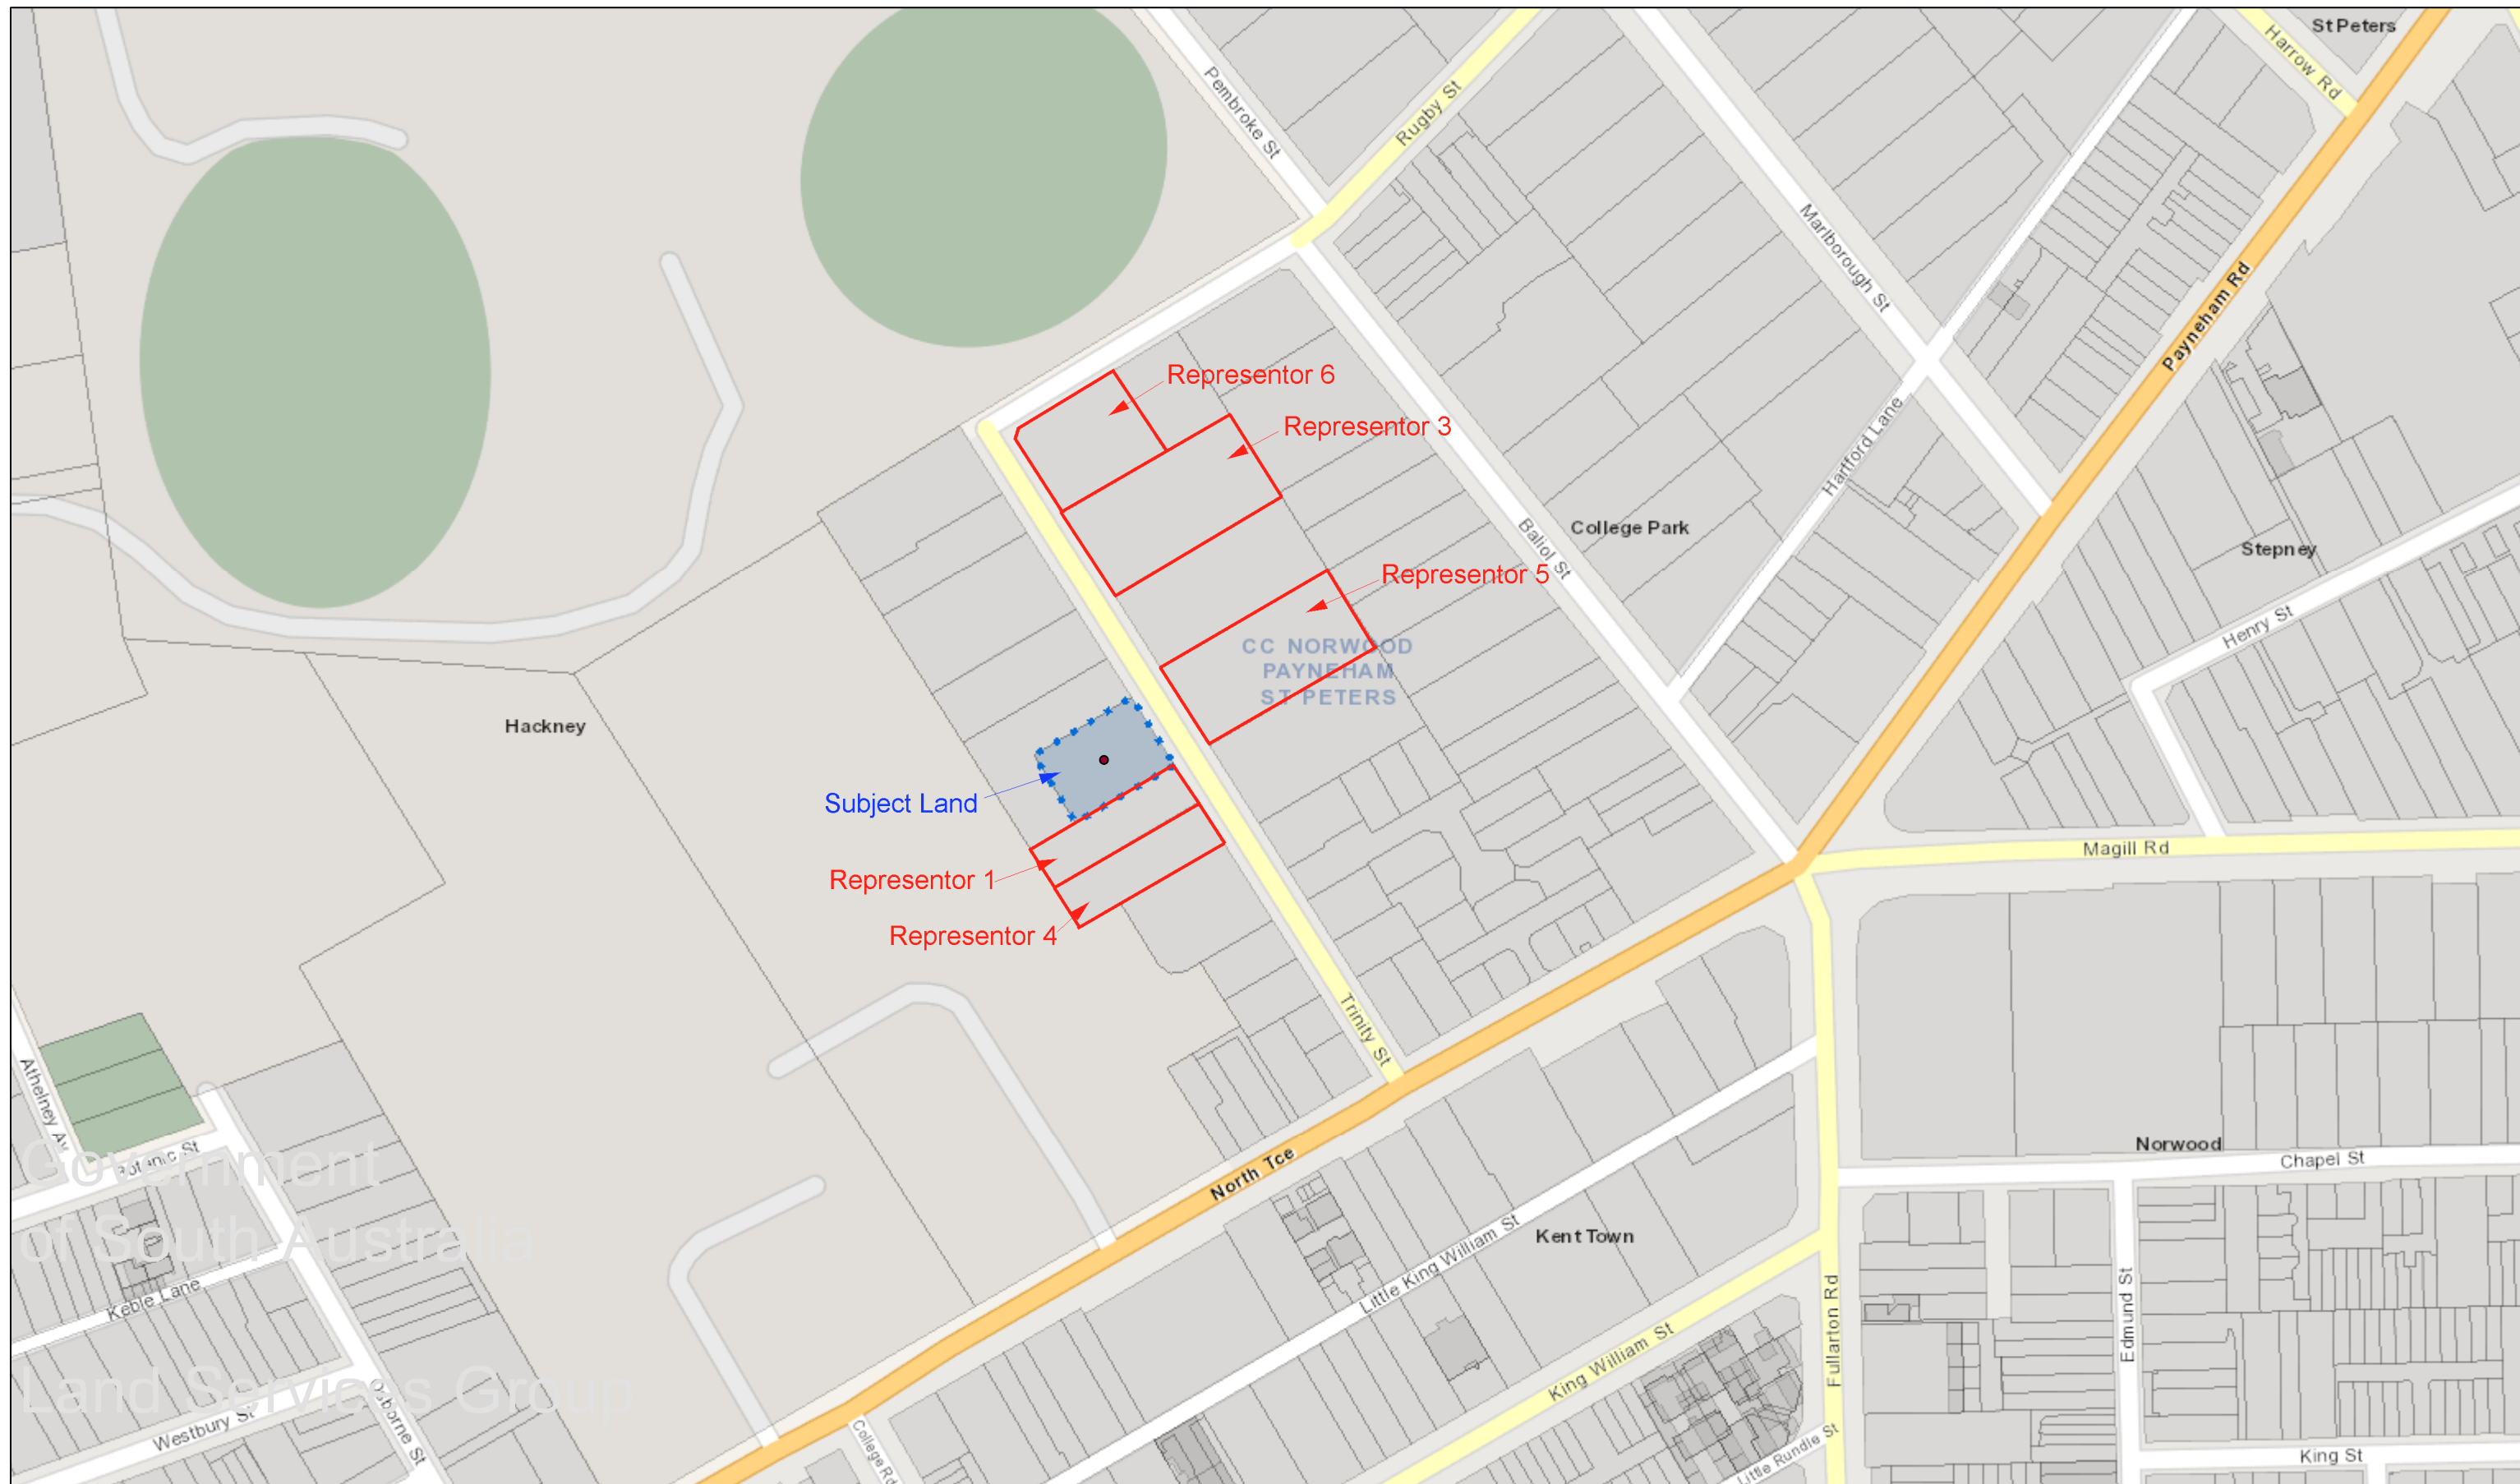 St Peters
Harrow Rd
Pembroke St
Rugby St
Marlborough St
Payneham Rd
Representor 6
Representor 3
Hartford Lane
College Park
Baliol St
Stepney
Representor 5
Henry St
CC NORWOOD
PAYNEHAM
ST PETERS
Hackney
Subject Land
Magill Rd
Representor 1
Representor 4
Trinity St
Athelney Av
Botanic St
Government
of South Australia
Land Services Group
North Tce
Norwood
Chapel St
Kent Town
Little King William St
Keble Lane
King William St
Fullarton Rd
Edmund St
Osborne St
Westbury St
College Rd
Little Rundle St
King St